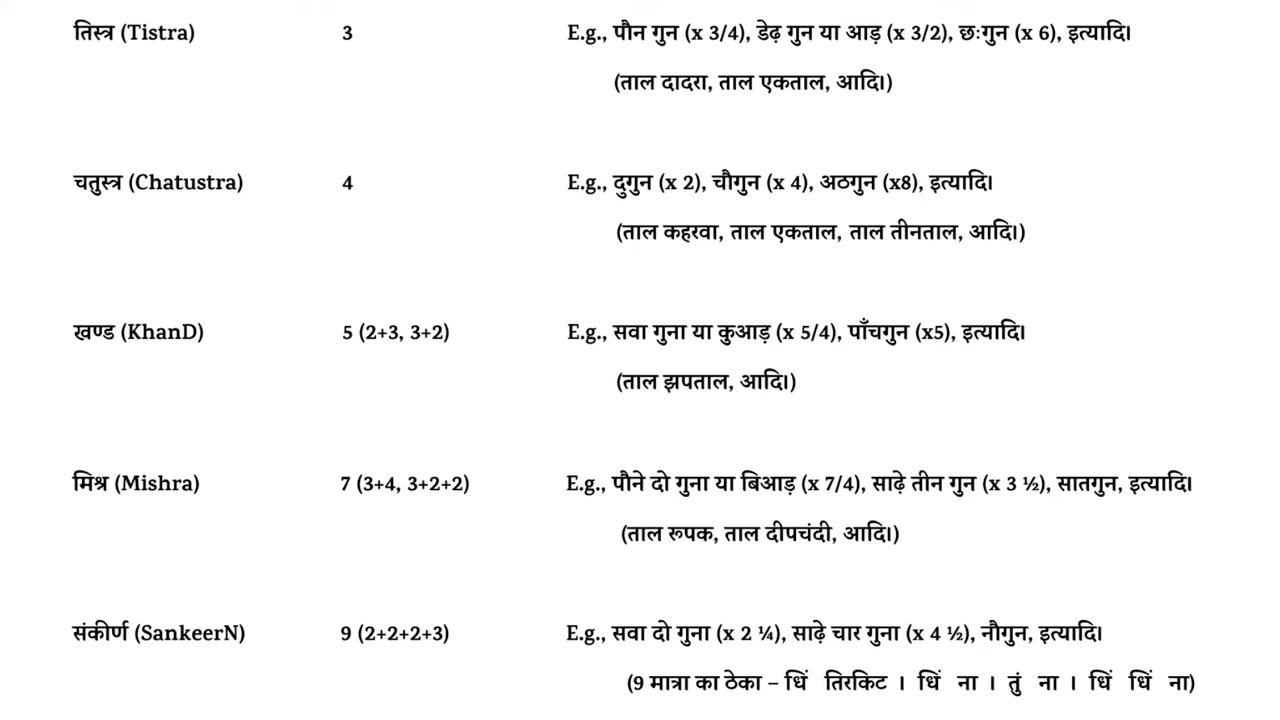 तिस्त्र (Tistra) 3 E.g., पौन गुन (x 3/4), डेढ़ गुन या आड़ (x 3/2), छःगुन (x 6), इत्यादि।
(ताल दादरा, ताल एकताल, आदि।)
चतुस्त्र (Chatustra) 4 E.g., दुगुन (x 2), चौगुन (x 4), अठगुन (x8), इत्यादि।
(ताल कहरवा, ताल एकताल, ताल तीनताल, आदि।)
खण्ड (KhanD) 5 (2+3, 3+2) E.g., सवा गुना या कुआड़ (x 5/4), पाँचगुन (x5), इत्यादि।
(ताल झपताल, आदि।)
मिश्र (Mishra) 7 (3+4, 3+2+2) E.g., पौने दो गुना या बिआड़ (x 7/4), साढ़े तीन गुन (x 3 ½), सातगुन, इत्यादि।
(ताल रूपक, ताल दीपचंदी, आदि।)
संकीर्ण (SankeerN) 9 (2+2+2+3) E.g., सवा दो गुना (x 2 ¼), साढ़े चार गुना (x 4 ½), नौगुन, इत्यादि।
(9 मात्रा का ठेका – धिं तिरकिट । धिं ना । तुं ना । धिं धिं ना)